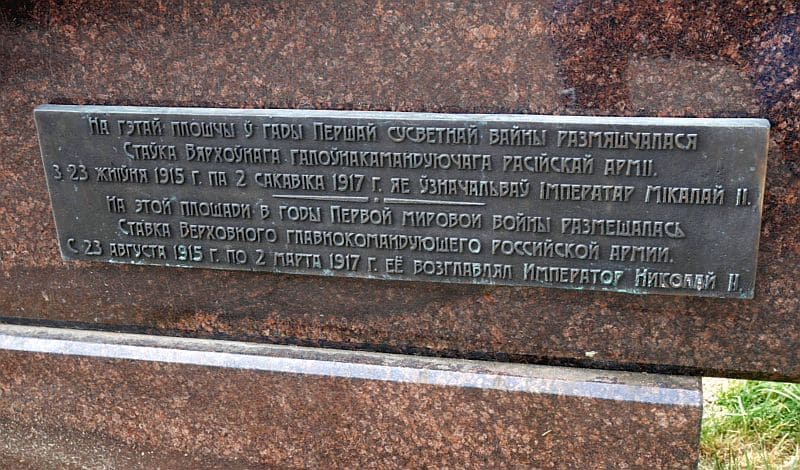 На гэтай плошчы ў гады Першай сусветнай вайны размяшчалася
Стаўка Вярхоўнага галоўнакамандуючага расійскай арміі.
З 23 жніўня 1915 г. па 2 сакавіка 1917 г. яе ўзначальваў Імператар Мікалай II.
На этой площади в годы Первой мировой войны размещалась
Ставка Верховного главнокомандующего российской армии.
С 23 августа 1915 г. по 2 марта 1917 г. её возглавлял Император Николай II.